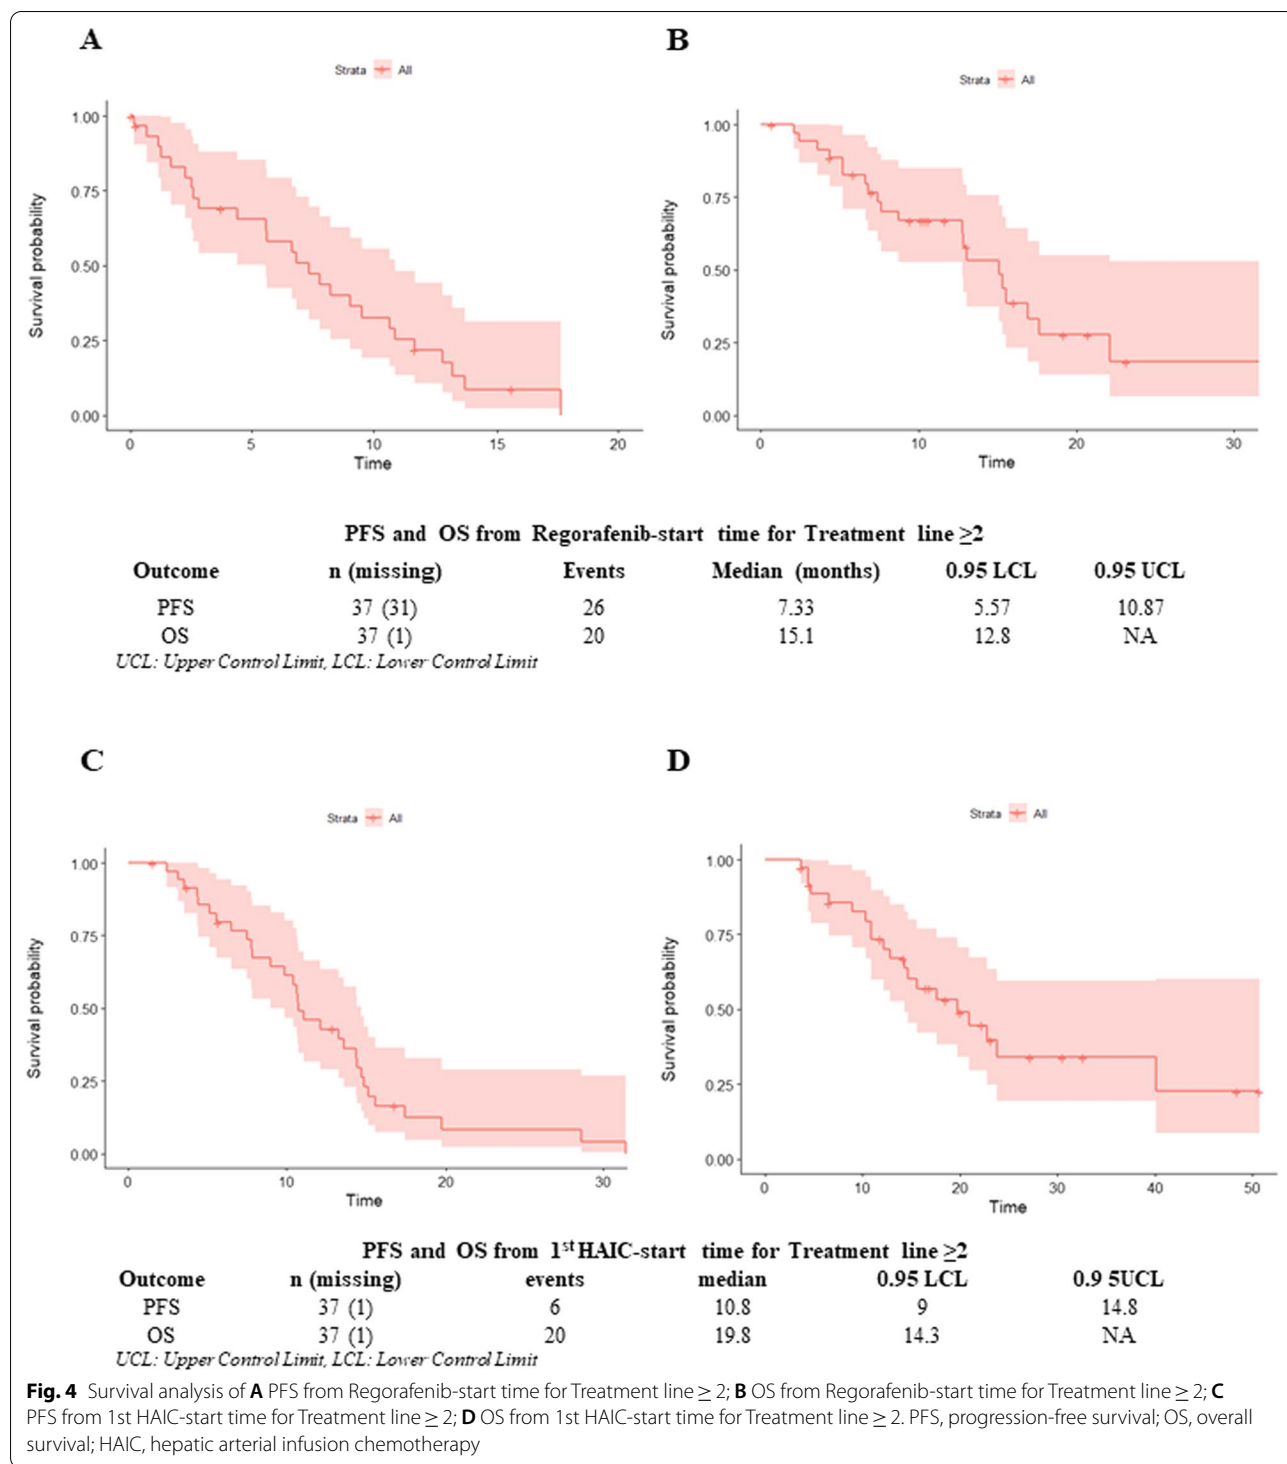 A
Strata All
Survival probability
1.00
0.75
0.50
0.25
0.00
0 5 10 15 20
Time
B
Strata All
Survival probability
1.00
0.75
0.50
0.25
0.00
0 10 20 30
Time
PFS and OS from Regorafenib-start time for Treatment line ≥2
Outcome n (missing) Events Median (months) 0.95 LCL 0.95 UCL
PFS 37 (31) 26 7.33 5.57 10.87
OS 37 (1) 20 15.1 12.8 NA
UCL: Upper Control Limit, LCL: Lower Control Limit
C
Strata All
Survival probability
1.00
0.75
0.50
0.25
0.00
0 10 20 30
Time
D
Strata All
Survival probability
1.00
0.75
0.50
0.25
0.00
0 10 20 30 40 50
Time
PFS and OS from 1st HAIC-start time for Treatment line ≥2
Outcome n (missing) events median 0.95 LCL 0.9 5UCL
PFS 37 (1) 6 10.8 9 14.8
OS 37 (1) 20 19.8 14.3 NA
UCL: Upper Control Limit, LCL: Lower Control Limit
Fig. 4 Survival analysis of A PFS from Regorafenib-start time for Treatment line ≥ 2; B OS from Regorafenib-start time for Treatment line ≥ 2; C
PFS from 1st HAIC-start time for Treatment line ≥ 2; D OS from 1st HAIC-start time for Treatment line ≥ 2. PFS, progression-free survival; OS, overall
survival; HAIC, hepatic arterial infusion chemotherapy